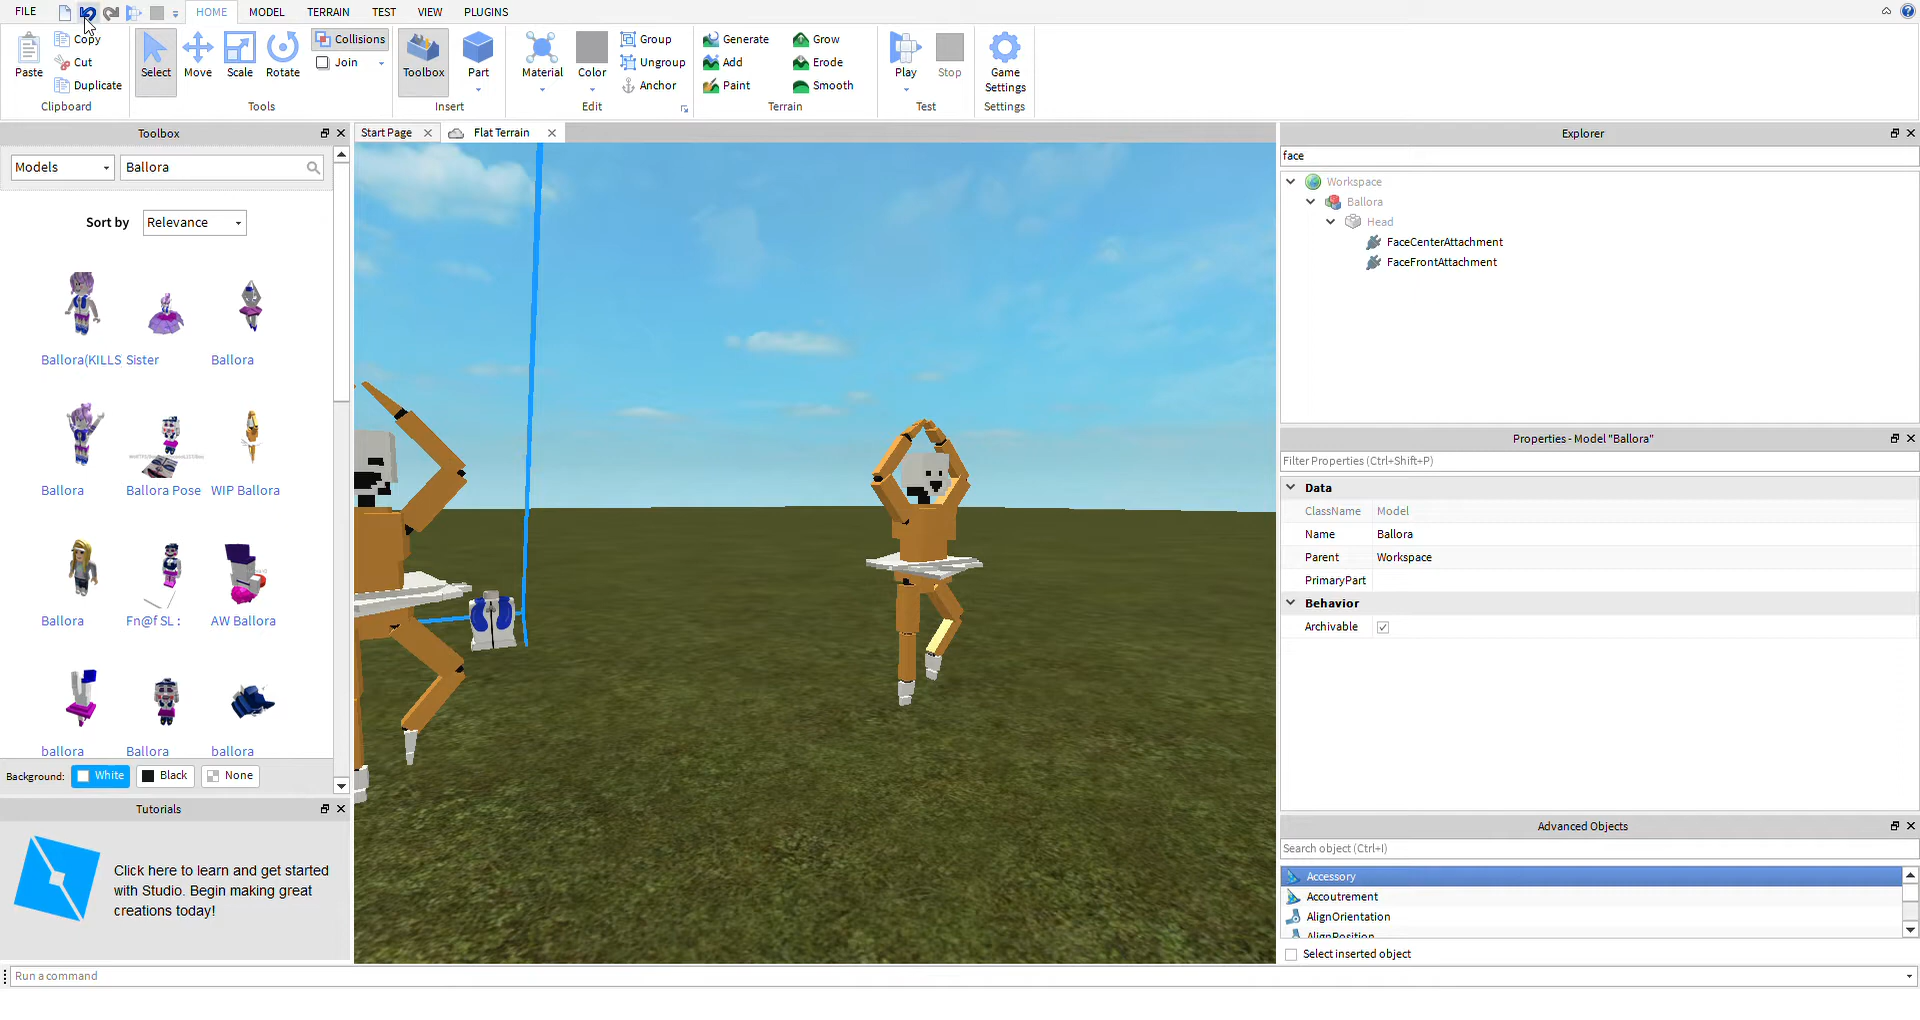 FILE
HOME
MODEL
TERRAIN
TEST
VIEW
PLUGINS
Paste
Copy
Cut
Duplicate
Clipboard
Select
Move
Scale
Rotate
Collisions
Join
Tools
Toolbox
Part
Insert
Material
Color
Group
Ungroup
Anchor
Edit
Generate
Add
Paint
Grow
Erode
Smooth
Terrain
Play
Stop
Test
Game
Settings
Settings
Toolbox
Models
Ballora
Sort by
Relevance
Ballora(KILLS
Sister
Ballora
Ballora
Ballora Pose
WIP Ballora
Ballora
Fn@f SL :
AW Ballora
ballora
Ballora
ballora
Background:
White
Black
None
Tutorials
Click here to learn and get started
with Studio. Begin making great
creations today!
Start Page
Flat Terrain
Explorer
face
Workspace
Ballora
Head
FaceCenterAttachment
FaceFrontAttachment
Properties - Model "Ballora"
Filter Properties (Ctrl+Shift+P)
Data
ClassName Model
Name Ballora
Parent Workspace
PrimaryPart
Behavior
Archivable
Advanced Objects
Search object (Ctrl+I)
Accessory
Accoutrement
AlignOrientation
AlignPosition
Select inserted object
Run a command